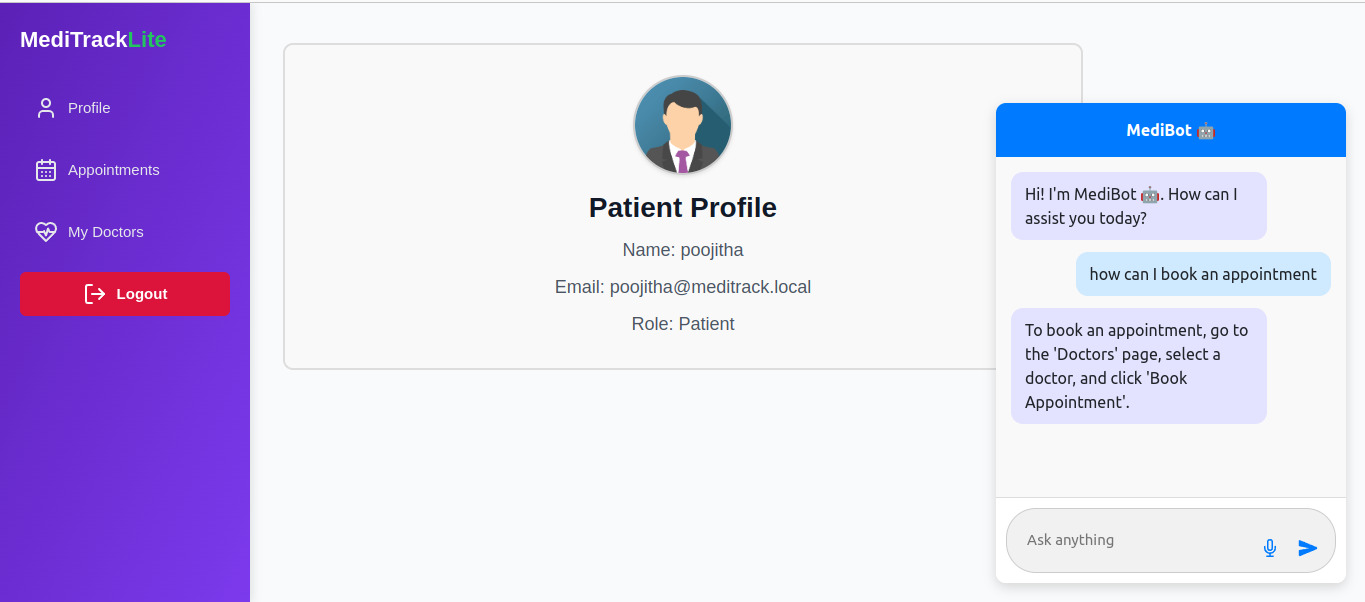 MediTrackLite
Profile
Appointments
My Doctors
Logout
Patient Profile
Name: poojitha
Email: poojitha@meditrack.local
Role: Patient
MediBot 🤖
Hi! I'm MediBot 🤖. How can I
assist you today?
how can I book an appointment
To book an appointment, go to
the 'Doctors' page, select a
doctor, and click 'Book
Appointment'.
Ask anything